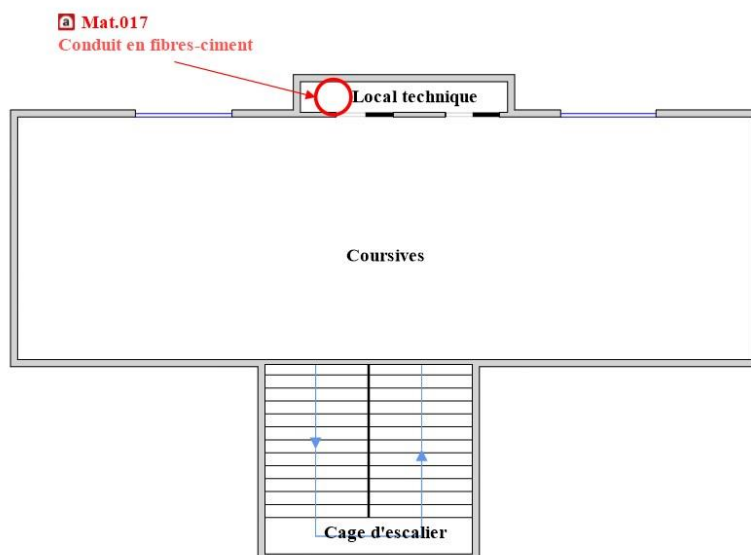 a Mat.017
Conduit en fibres-ciment
Local technique
Coursives
Cage d'escalier